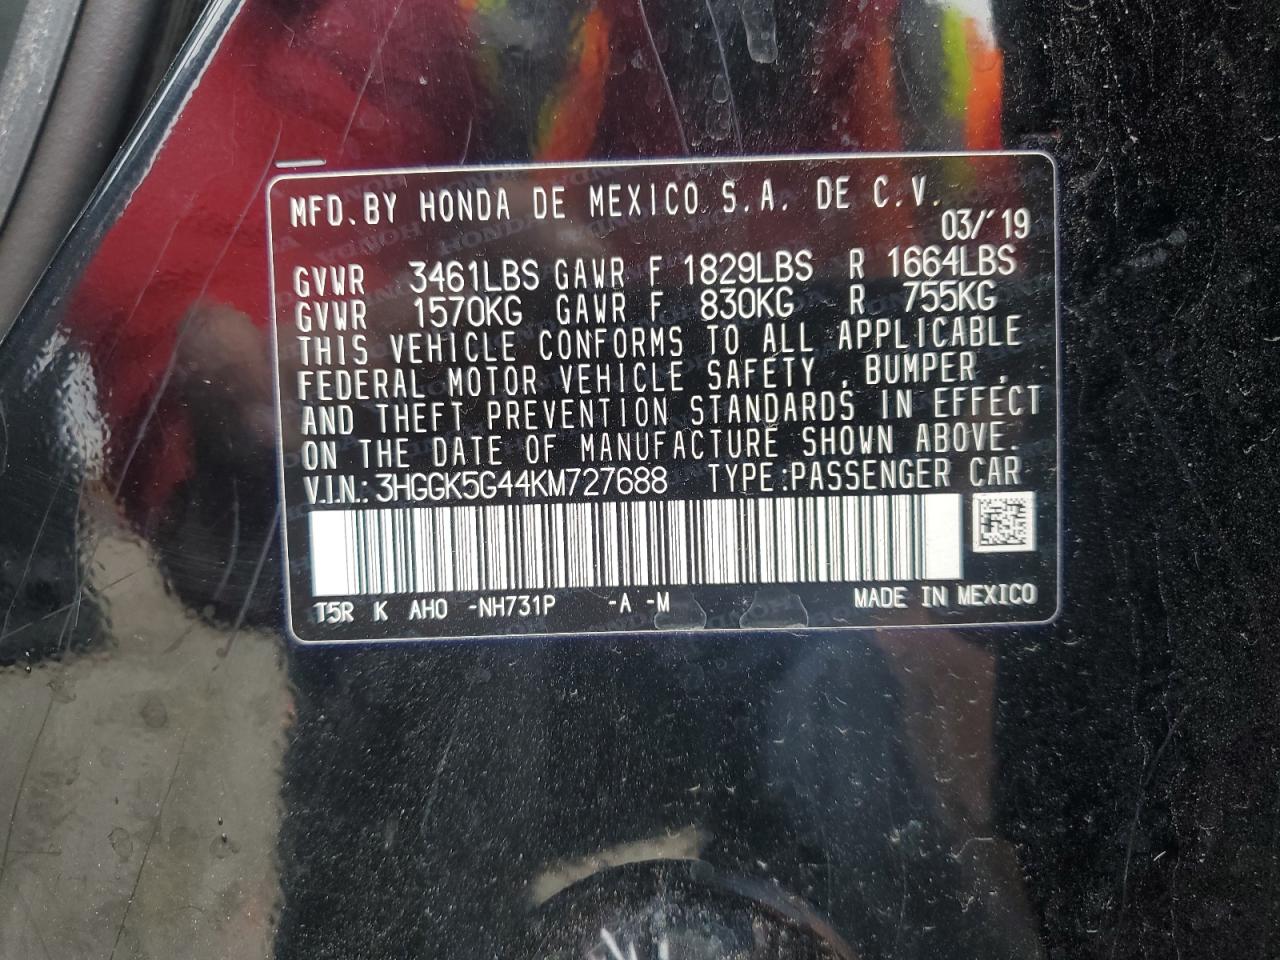 MFD. BY HONDA DE MEXICO S.A. DE C.V.
03/'19
GVWR 3461LBS GAWR F 1829LBS R 1664LBS
GVWR 1570KG GAWR F 830KG R 755KG
THIS VEHICLE CONFORMS TO ALL APPLICABLE
FEDERAL MOTOR VEHICLE SAFETY , BUMPER ,
AND THEFT PREVENTION STANDARDS IN EFFECT
ON THE DATE OF MANUFACTURE SHOWN ABOVE.
V.I.N.: 3HGGK5G44KM727688 TYPE:PASSENGER CAR
T5R K AH0 -NH731P -A -M MADE IN MEXICO